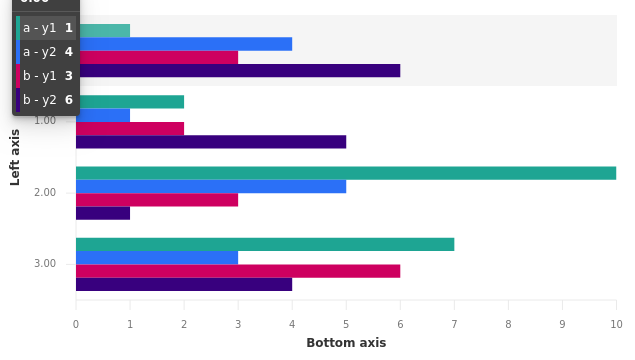 a - y1 1
a - y2 4
b - y1 3
b - y2 6
Left axis
1.00
2.00
3.00
0 1 2 3 4 5 6 7 8 9 10
Bottom axis